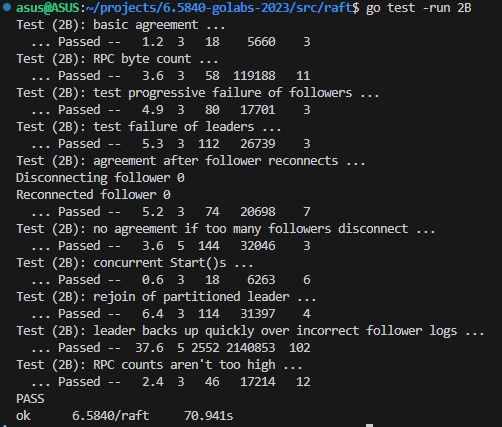 asus@ASUS:~/projects/6.5840-golabs-2023/src/raft$ go test -run 2B
Test (2B): basic agreement ...
  ... Passed --   1.2  3   18    5660    3
Test (2B): RPC byte count ...
  ... Passed --   3.6  3   58  119188   11
Test (2B): test progressive failure of followers ...
  ... Passed --   4.9  3   80   17701    3
Test (2B): test failure of leaders ...
  ... Passed --   5.3  3  112   26739    3
Test (2B): agreement after follower reconnects ...
Disconnecting follower 0
Reconnected follower 0
  ... Passed --   5.2  3   74   20698    7
Test (2B): no agreement if too many followers disconnect ...
  ... Passed --   3.6  5  144   32046    3
Test (2B): concurrent Start()s ...
  ... Passed --   0.6  3   18    6263    6
Test (2B): rejoin of partitioned leader ...
  ... Passed --   6.4  3  114   31397    4
Test (2B): leader backs up quickly over incorrect follower logs ...
  ... Passed --  37.6  5 2552 2140853  102
Test (2B): RPC counts aren't too high ...
  ... Passed --   2.4  3   46   17214   12
PASS
ok      6.5840/raft     70.941s